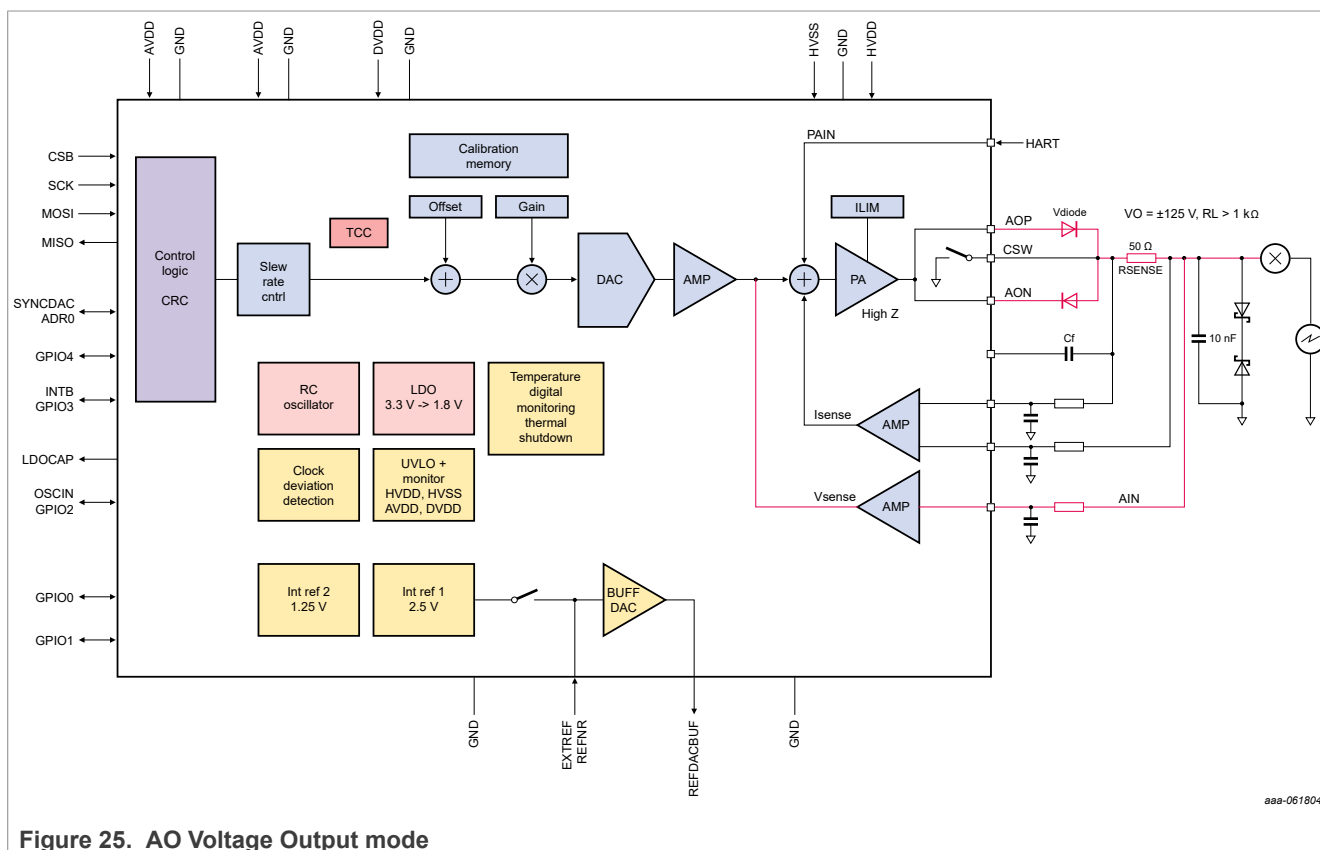 AVDD
GND
AVDD
GND
DVDD
GND
HVSS
GND
HVDD
CSB
SCK
MOSI
MISO
SYNCDAC
ADR0
GPIO4
INTB
GPIO3
LDOCAP
OSCIN
GPIO2
GPIO0
GPIO1
Control
logic
CRC
Slew
rate
cntrl
TCC
Calibration
memory
Offset
Gain
DAC
AMP
PAIN
HART
ILIM
PA
High Z
AOP
CSW
AON
Vdiode
VO = ±125 V, RL > 1 kΩ
50 Ω
RSENSE
Cf
10 nF
RC
oscillator
LDO
3.3 V -> 1.8 V
Temperature
digital
monitoring
thermal
shutdown
Isense
AMP
Clock
deviation
detection
UVLO +
monitor
HVDD, HVSS
AVDD, DVDD
Vsense
AMP
AIN
Int ref 2
1.25 V
Int ref 1
2.5 V
BUFF
DAC
GND
EXTREF
REFNR
REFDACBUF
GND
aaa-061804
Figure 25. AO Voltage Output mode